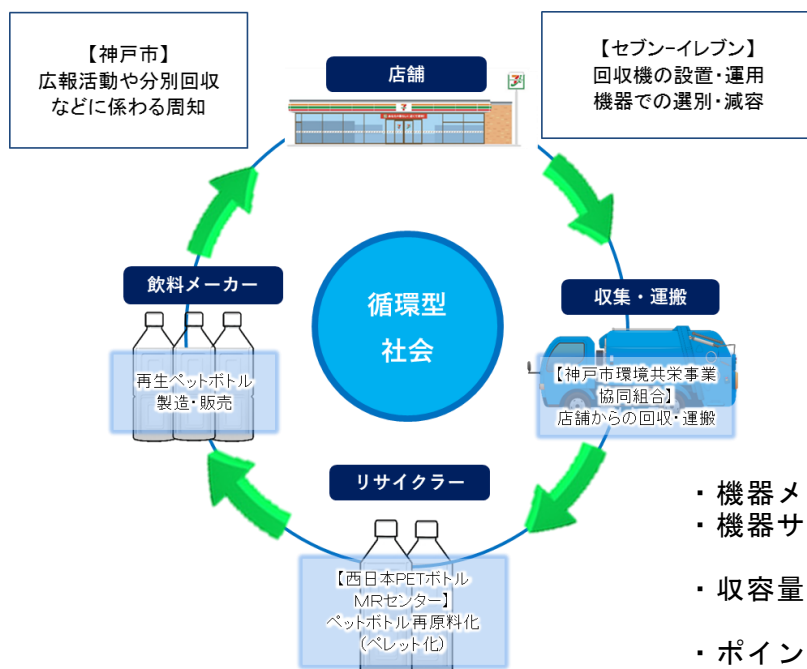 【神戸市】
広報活動や分別回収
などに係わる周知
店舗
【セブン-イレブン】
回収機の設置・運用
機器での選別・減容
飲料メーカー
再生ペットボトル
製造・販売
循環型
社会
収集・運搬
【神戸市環境共栄事業
協同組合】
店舗からの回収・運搬
リサイクラー
【西日本PETボトル
MRセンター】
ペットボトル再原料化
(ペレット化)
・機器メ
・機器サ
・収容量
・ポイン